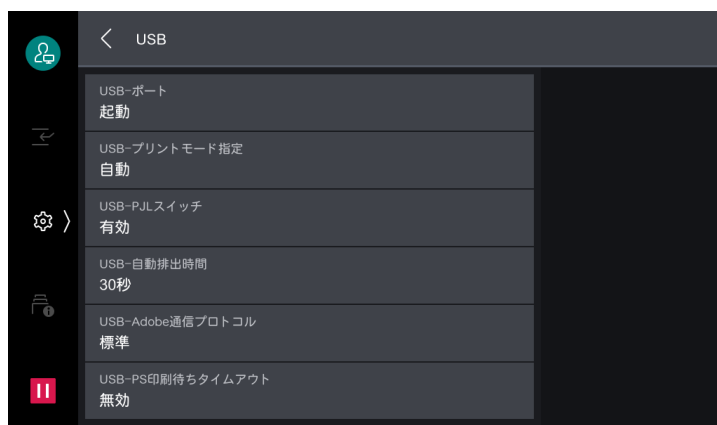 USB
USB-ポート
起動
USB-プリントモード指定
自動
USB-PJLスイッチ
有効
USB-自動排出時間
30秒
USB-Adobe通信プロトコル
標準
USB-PS印刷待ちタイムアウト
無効